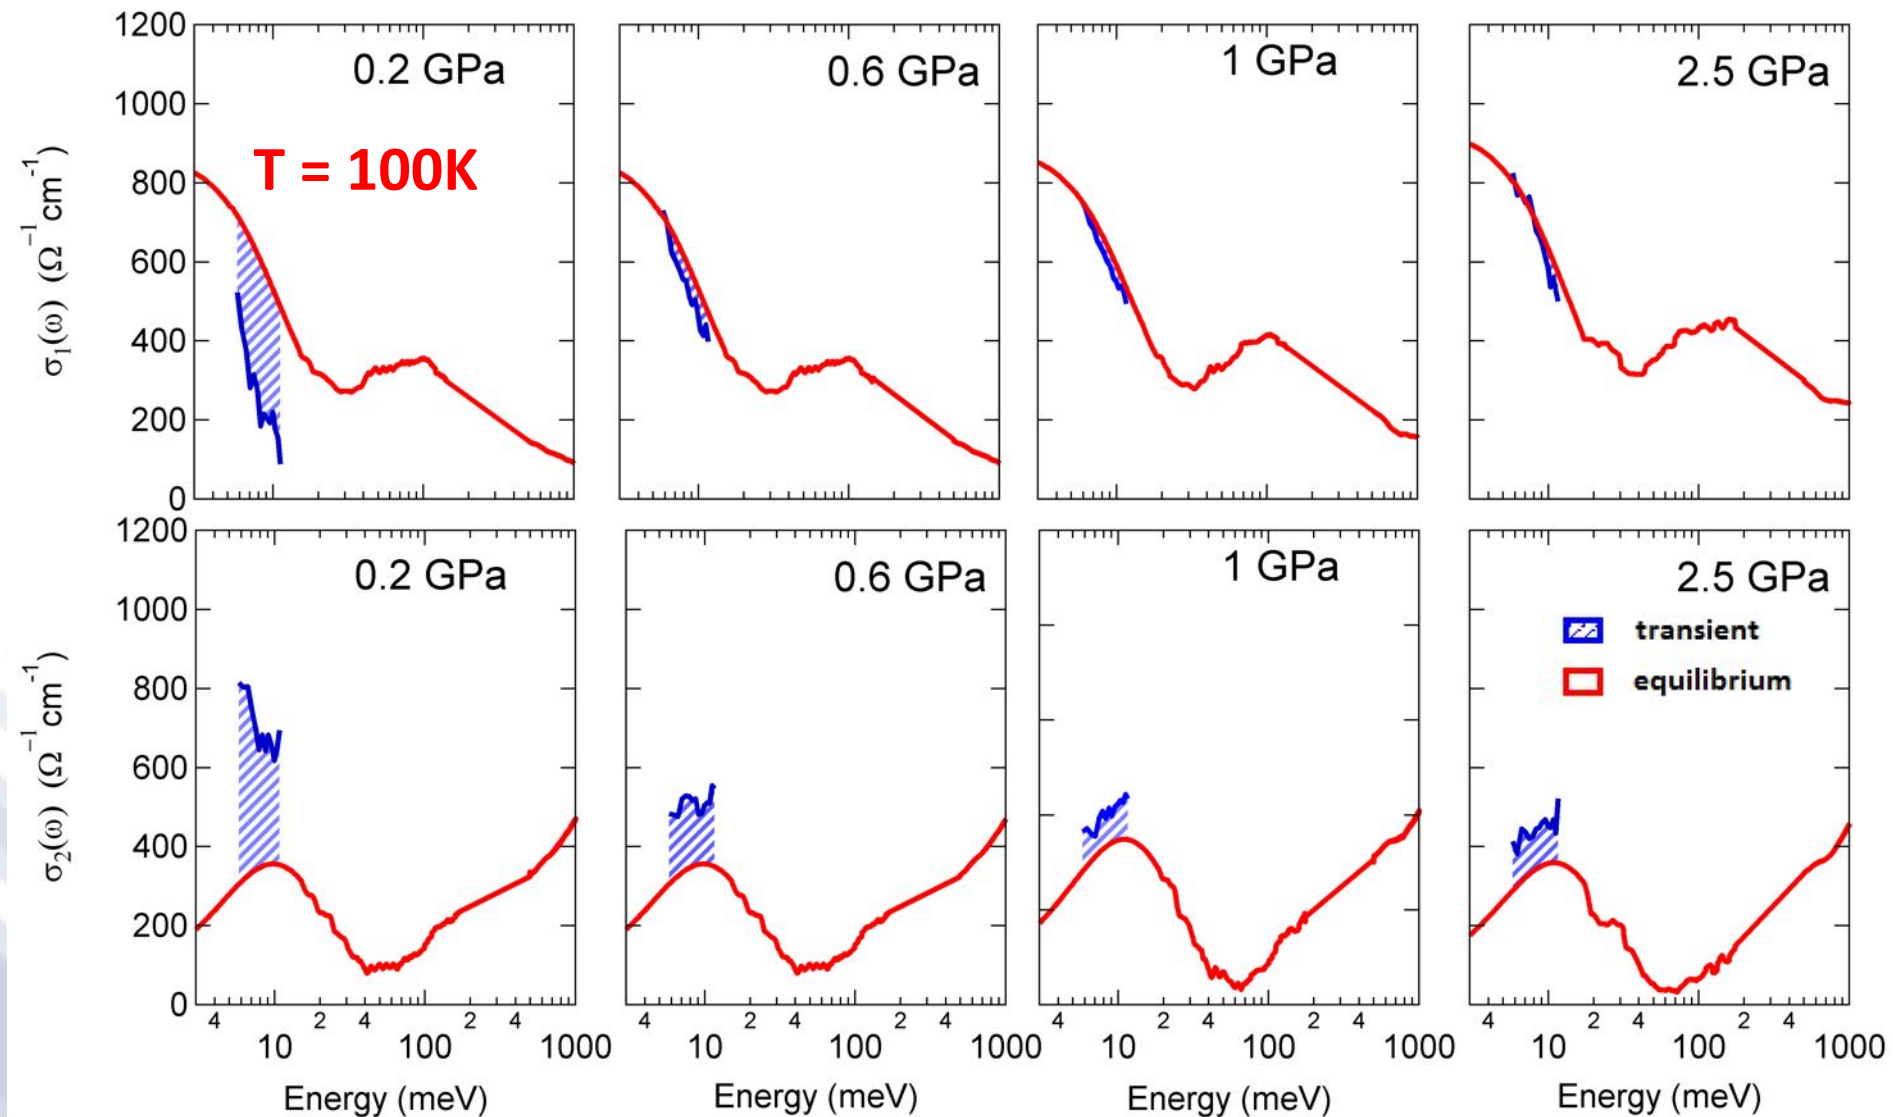 1200
1000
800
600
400
200
0
σ₁(ω) (Ω⁻¹cm⁻¹)
0.2 GPa
T = 100K
0.6 GPa
1 GPa
2.5 GPa
1200
1000
800
600
400
200
0
σ₂(ω) (Ω⁻¹cm⁻¹)
0.2 GPa
0.6 GPa
1 GPa
2.5 GPa
transient
equilibrium
4 2 4 2 4
10 100 1000
Energy (meV)
4 2 4 2 4
10 100 1000
Energy (meV)
4 2 4 2 4
10 100 1000
Energy (meV)
4 2 4 2 4
10 100 1000
Energy (meV)